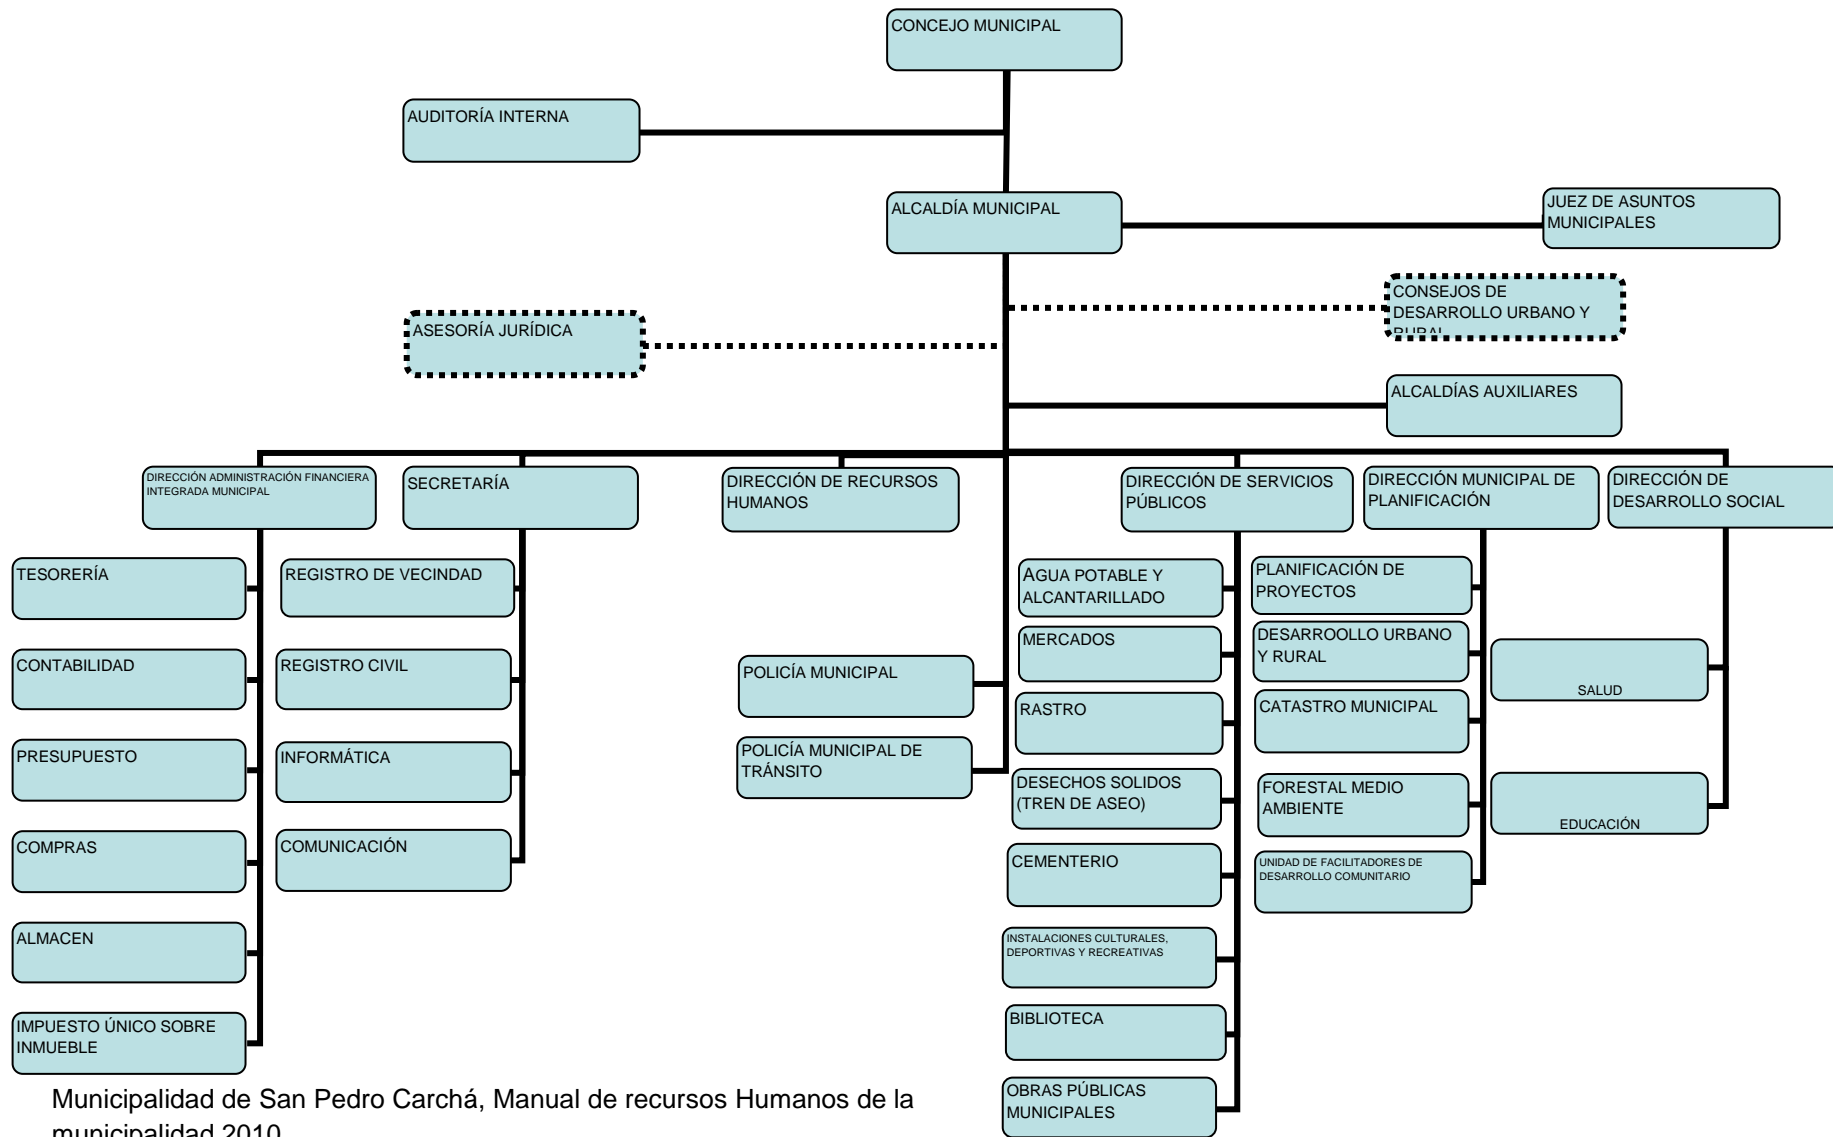 CONCEJO MUNICIPAL
AUDITORÍA INTERNA
ALCALDÍA MUNICIPAL
JUEZ DE ASUNTOS
MUNICIPALES
CONSEJOS DE
DESARROLLO URBANO Y
RURAL
ASESORÍA JURÍDICA
ALCALDÍAS AUXILIARES
DIRECCIÓN ADMINISTRACIÓN FINANCIERA
INTEGRADA MUNICIPAL
SECRETARÍA
DIRECCIÓN DE RECURSOS
HUMANOS
DIRECCIÓN DE SERVICIOS
PÚBLICOS
DIRECCIÓN MUNICIPAL DE
PLANIFICACIÓN
DIRECCIÓN DE
DESARROLLO SOCIAL
TESORERÍA
CONTABILIDAD
PRESUPUESTO
COMPRAS
ALMACEN
IMPUESTO ÚNICO SOBRE
INMUEBLE
REGISTRO DE VECINDAD
REGISTRO CIVIL
INFORMÁTICA
COMUNICACIÓN
POLICÍA MUNICIPAL
POLICÍA MUNICIPAL DE
TRÁNSITO
AGUA POTABLE Y
ALCANTARILLADO
MERCADOS
RASTRO
DESECHOS SOLIDOS
(TREN DE ASEO)
CEMENTERIO
INSTALACIONES CULTURALES,
DEPORTIVAS Y RECREATIVAS
BIBLIOTECA
OBRAS PÚBLICAS
MUNICIPALES
PLANIFICACIÓN DE
PROYECTOS
DESARROOLLO URBANO
Y RURAL
CATASTRO MUNICIPAL
FORESTAL MEDIO
AMBIENTE
UNIDAD DE FACILITADORES DE
DESARROLLO COMUNITARIO
SALUD
EDUCACIÓN
Municipalidad de San Pedro Carchá, Manual de recursos Humanos de la
municipalidad 2010